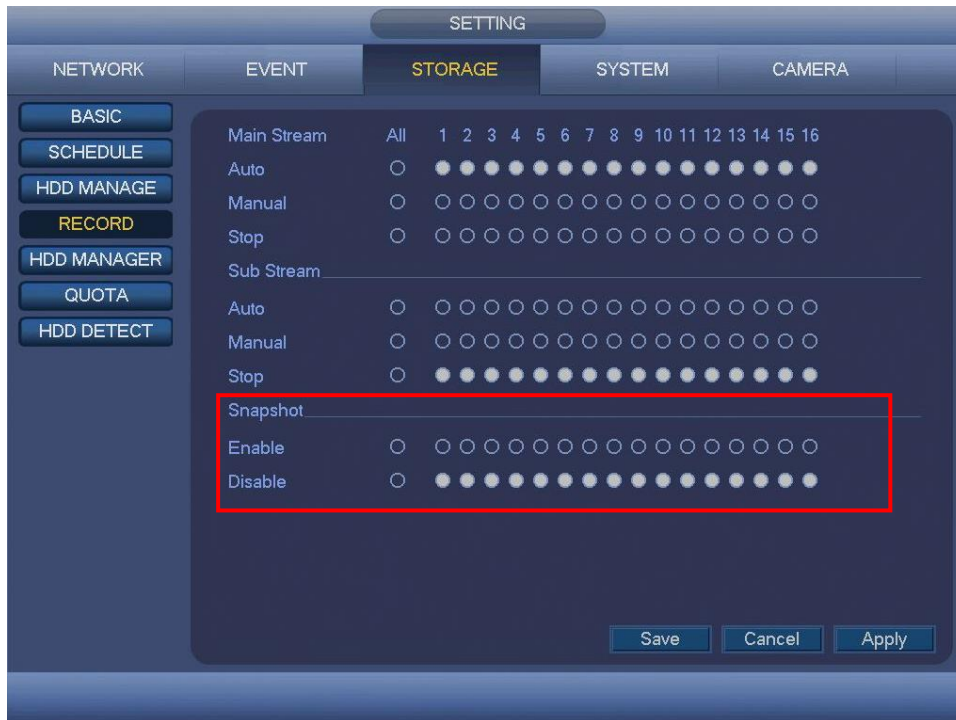 SETTING
NETWORK EVENT STORAGE SYSTEM CAMERA
BASIC
SCHEDULE
HDD MANAGE
RECORD
HDD MANAGER
QUOTA
HDD DETECT
Main Stream All 1 2 3 4 5 6 7 8 9 10 11 12 13 14 15 16
Auto
Manual
Stop
Sub Stream
Auto
Manual
Stop
Snapshot
Enable
Disable
Save Cancel Apply